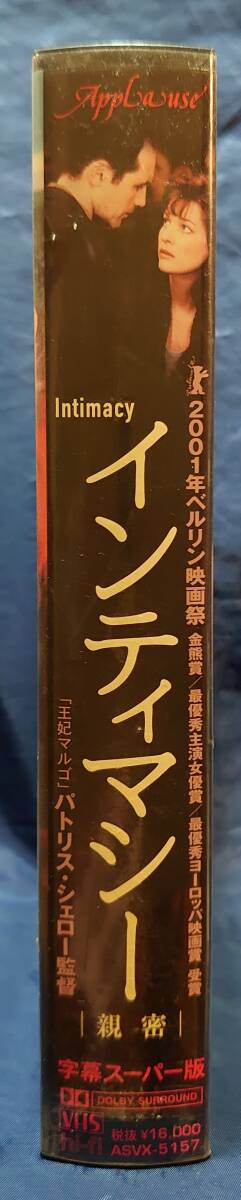 Applause
Intimacy
インティマシー
2001年ベルリン映画祭 金熊賞/最優秀主演女優賞/最優秀ヨーロッパ映画賞 受賞
「王妃マルゴ」パトリス・シェロー監督
親密
字幕スーパー版
DOLBY SURROUND
VHS
hi-fi
税抜 ¥16,000
ASVX-5157